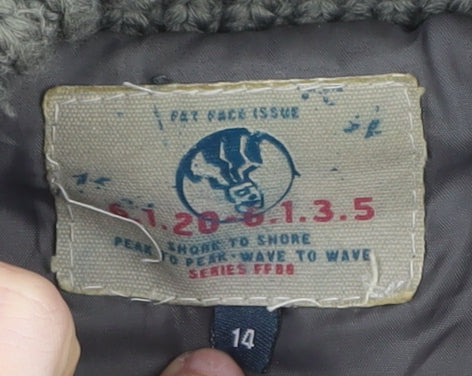 FAT FACE ISSUE
6.1.20-6.1.3.5
SHORE TO SHORE
PEAK TO PEAK · WAVE TO WAVE
SERIES FF88
14